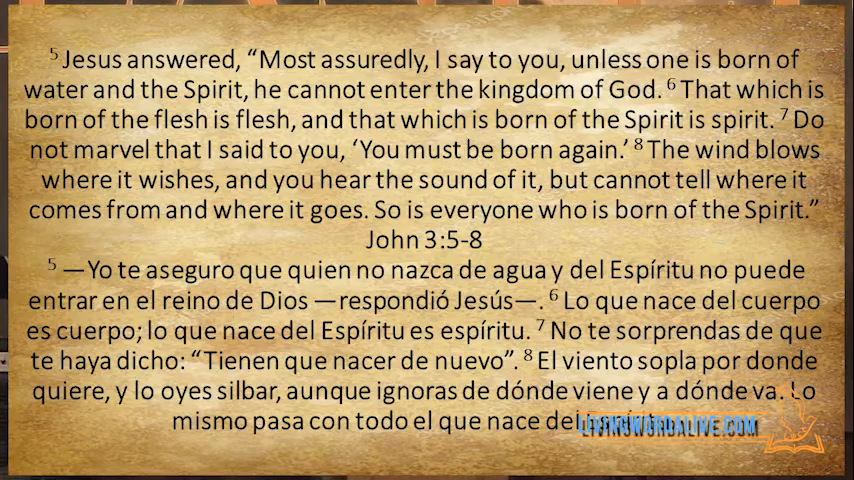 ⁵ Jesus answered, “Most assuredly, I say to you, unless one is born of
water and the Spirit, he cannot enter the kingdom of God. ⁶ That which is
born of the flesh is flesh, and that which is born of the Spirit is spirit. ⁷ Do
not marvel that I said to you, ‘You must be born again.’ ⁸ The wind blows
where it wishes, and you hear the sound of it, but cannot tell where it
comes from and where it goes. So is everyone who is born of the Spirit.”
John 3:5-8
⁵ —Yo te aseguro que quien no nazca de agua y del Espíritu no puede
entrar en el reino de Dios —respondió Jesús—. ⁶ Lo que nace del cuerpo
es cuerpo; lo que nace del Espíritu es espíritu. ⁷ No te sorprendas de que
te haya dicho: “Tienen que nacer de nuevo”. ⁸ El viento sopla por donde
quiere, y lo oyes silbar, aunque ignoras de dónde viene y a dónde va. Lo
mismo pasa con todo el que nace del
LIVINGWORDALIVE.COM